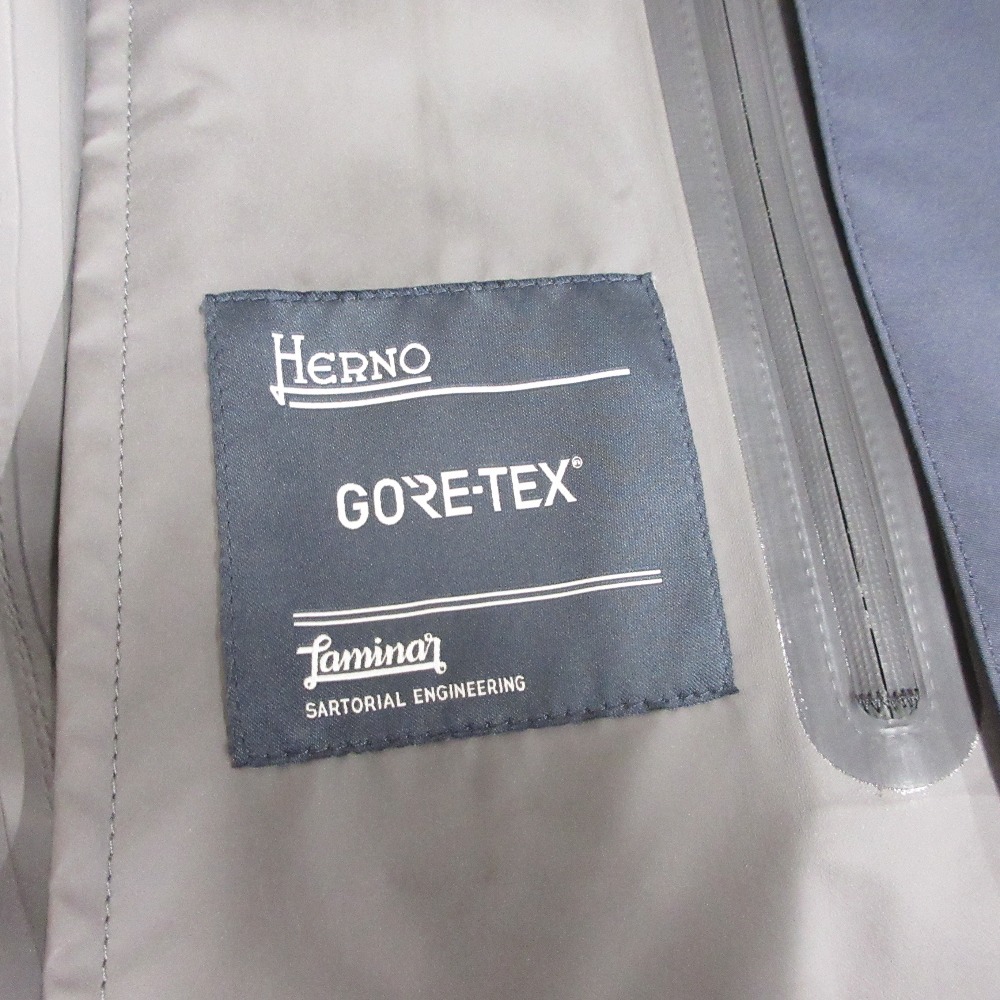 HERNO
GORE-TEX®
Laminar
SARTORIAL ENGINEERING